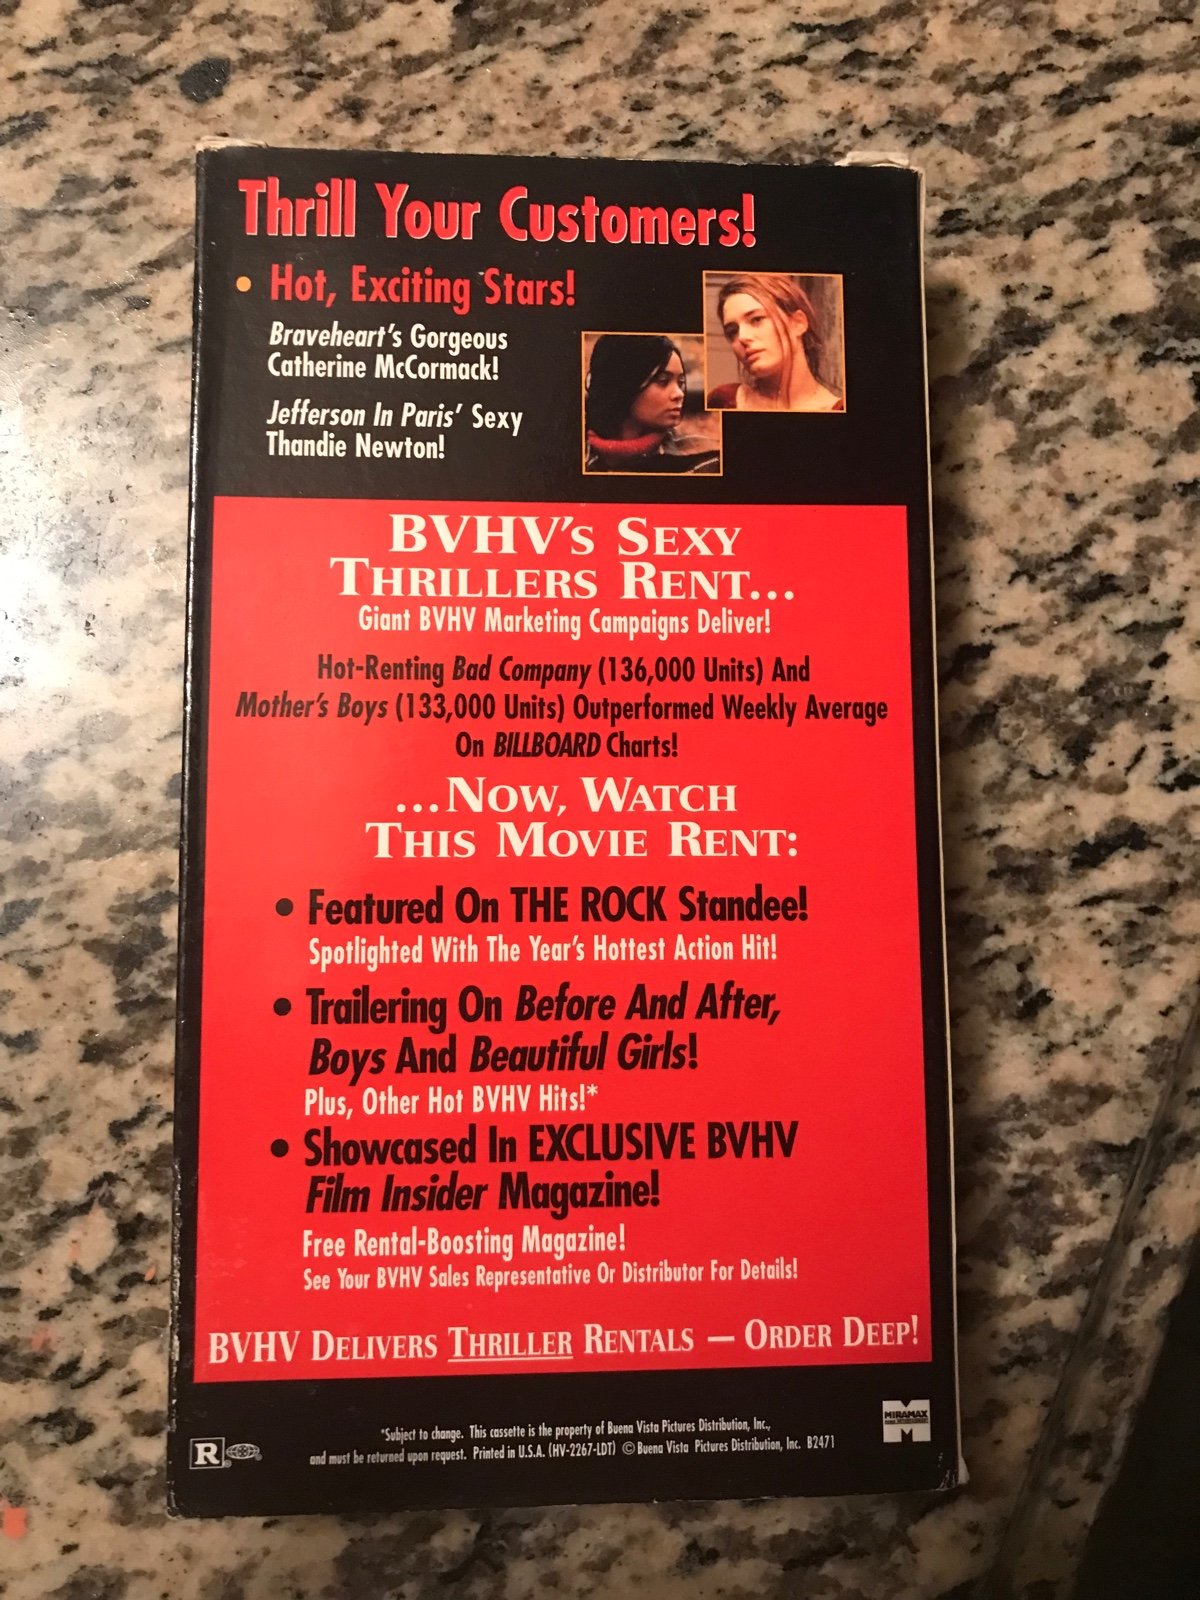 Thrill Your Customers!
• Hot, Exciting Stars!
Braveheart's Gorgeous
Catherine McCormack!
Jefferson In Paris' Sexy
Thandie Newton!
BVHV'S SEXY
THRILLERS RENT...
Giant BVHV Marketing Campaigns Deliver!
Hot-Renting Bad Company (136,000 Units) And
Mother's Boys (133,000 Units) Outperformed Weekly Average
On BILLBOARD Charts!
...NOW, WATCH
THIS MOVIE RENT:
• Featured On THE ROCK Standee!
Spotlighted With The Year's Hottest Action Hit!
• Trailering On Before And After,
Boys And Beautiful Girls!
Plus, Other Hot BVHV Hits!*
• Showcased In EXCLUSIVE BVHV
Film Insider Magazine!
Free Rental-Boosting Magazine!
See Your BVHV Sales Representative Or Distributor For Details!
BVHV DELIVERS THRILLER RENTALS — ORDER DEEP!
*Subject to change. This cassette is the property of Buena Vista Pictures Distribution, Inc.,
and must be returned upon request. Printed in U.S.A. (HV-2267-LDT) © Buena Vista Pictures Distribution, Inc. B2471
R
MIRAMAX